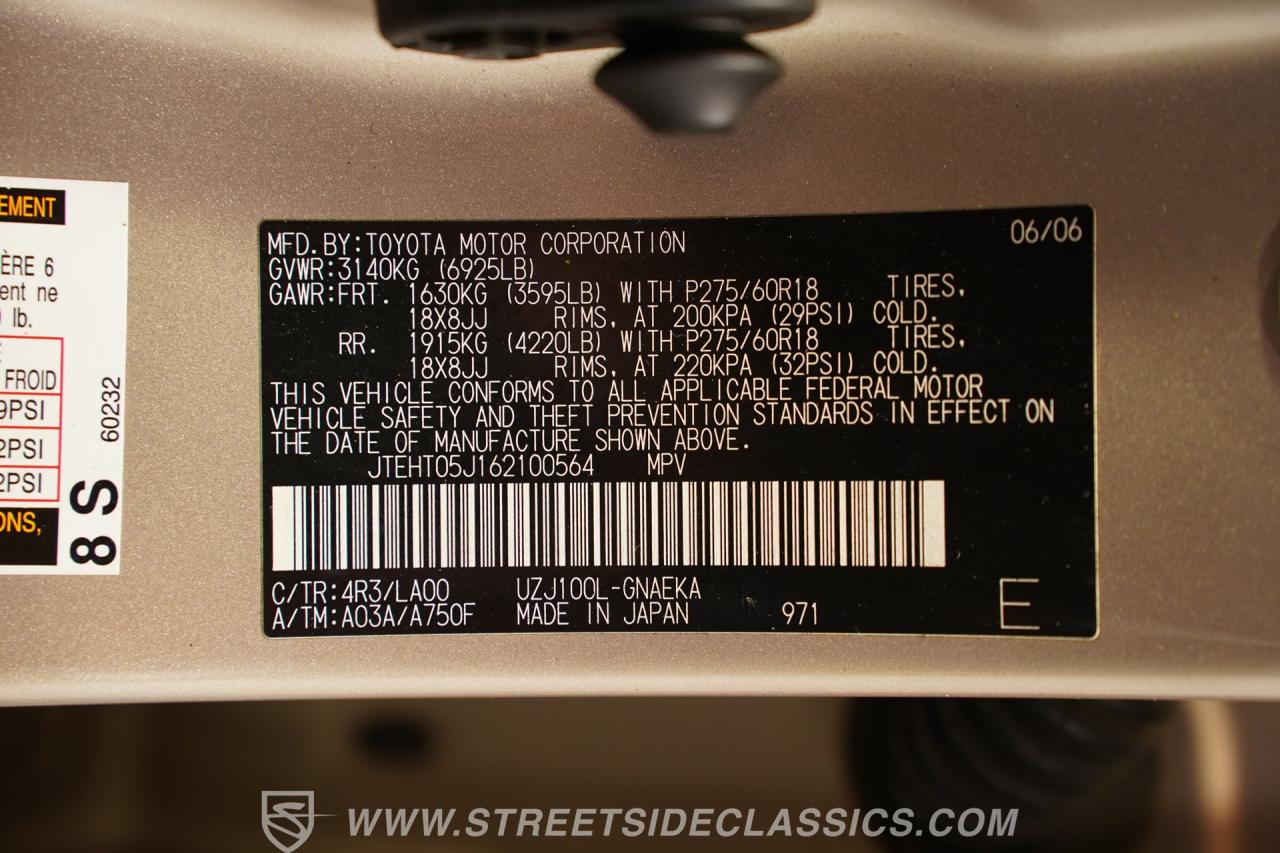 EMENT
ÈRE 6
ent ne
lb.
FROID
9PSI
2PSI
2PSI
ONS,
60232
8 S
06/06
MFD.BY:TOYOTA MOTOR CORPORATION
GVWR:3140KG (6925LB)
GAWR:FRT. 1630KG (3595LB) WITH P275/60R18 TIRES,
18X8JJ RIMS, AT 200KPA (29PSI) COLD.
RR. 1915KG (4220LB) WITH P275/60R18 TIRES,
18X8JJ RIMS, AT 220KPA (32PSI) COLD.
THIS VEHICLE CONFORMS TO ALL APPLICABLE FEDERAL MOTOR
VEHICLE SAFETY AND THEFT PREVENTION STANDARDS IN EFFECT ON
THE DATE OF MANUFACTURE SHOWN ABOVE.
JTEHT05J162100564 MPV
C/TR:4R3/LA00 UZJ100L-GNAEKA
A/TM:A03A/A750F MADE IN JAPAN 971
E
WWW.STREETSIDECLASSICS.COM